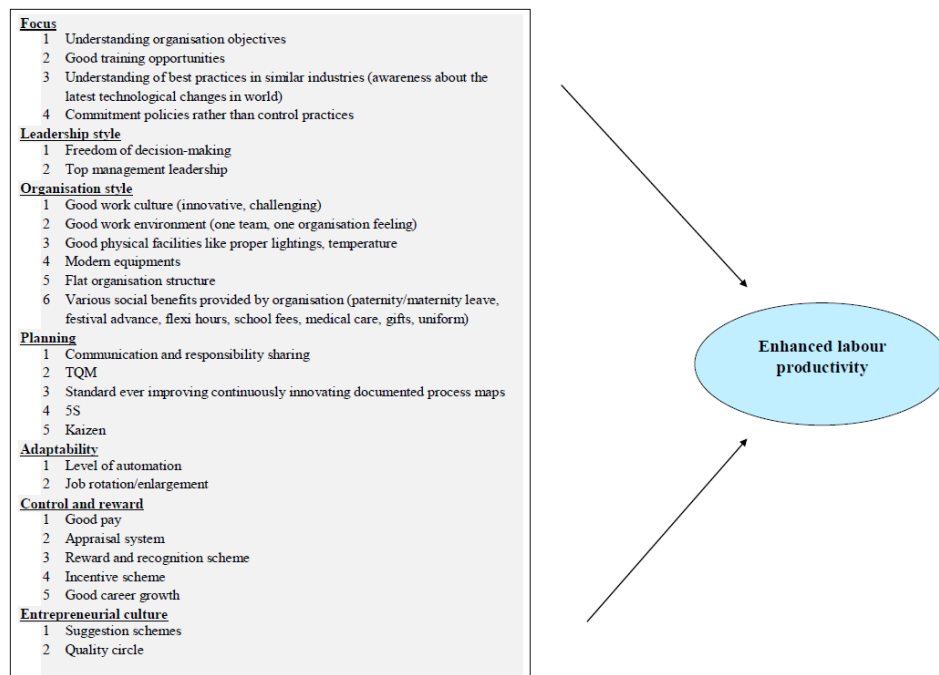 Focus
1 Understanding organisation objectives
2 Good training opportunities
3 Understanding of best practices in similar industries (awareness about the
latest technological changes in world)
4 Commitment policies rather than control practices
Leadership style
1 Freedom of decision-making
2 Top management leadership
Organisation style
1 Good work culture (innovative, challenging)
2 Good work environment (one team, one organisation feeling)
3 Good physical facilities like proper lightings, temperature
4 Modern equipments
5 Flat organisation structure
6 Various social benefits provided by organisation (paternity/maternity leave,
festival advance, flexi hours, school fees, medical care, gifts, uniform)
Planning
1 Communication and responsibility sharing
2 TQM
3 Standard ever improving continuously innovating documented process maps
4 5S
5 Kaizen
Adaptability
1 Level of automation
2 Job rotation/enlargement
Control and reward
1 Good pay
2 Appraisal system
3 Reward and recognition scheme
4 Incentive scheme
5 Good career growth
Entrepreneurial culture
1 Suggestion schemes
2 Quality circle
Enhanced labour
productivity